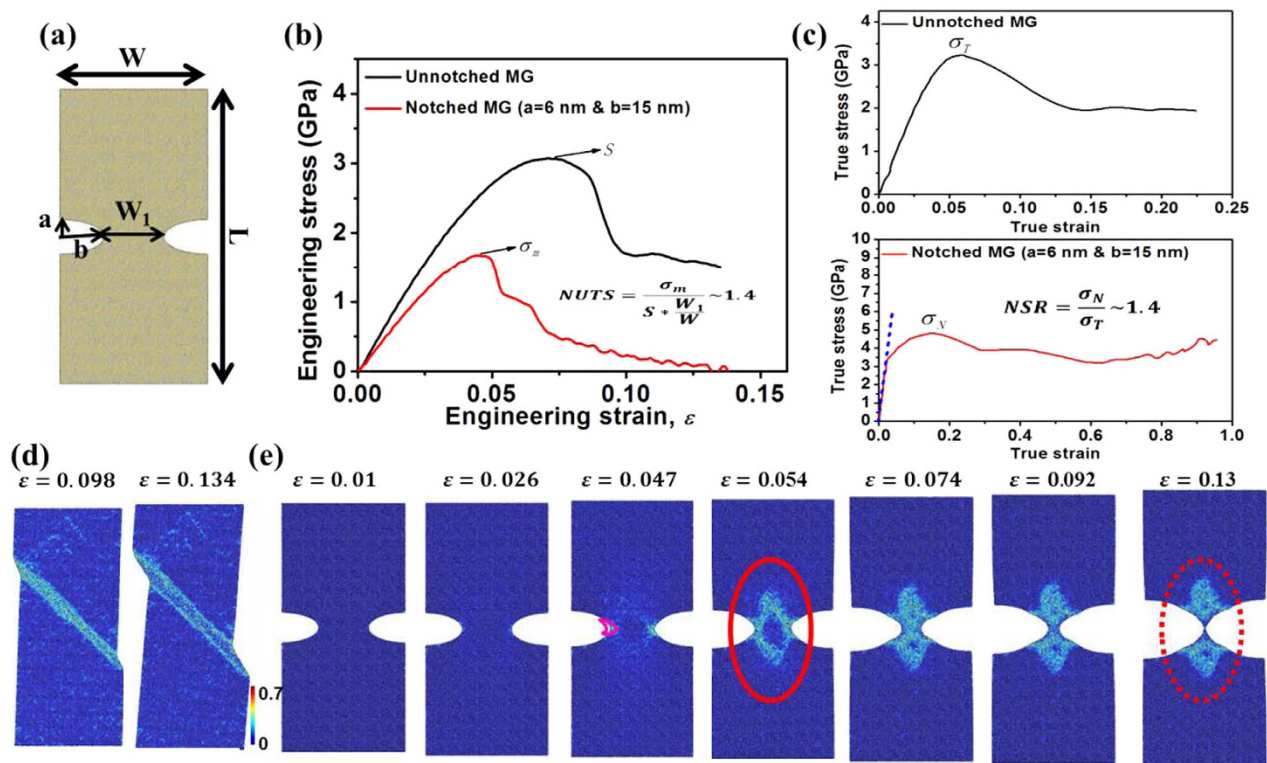 (a)
W
a
b
W1
L
(b)
Engineering stress (GPa)
4
3
2
1
0
Unnotched MG
Notched MG (a=6 nm & b=15 nm)
S
σm
NUTS = σm / (S * W1/W) ~1.4
0.00 0.05 0.10 0.15
Engineering strain, ε
(c)
True stress (GPa)
4
3
2
1
0
Unnotched MG
σT
0.00 0.05 0.10 0.15 0.20 0.25
True strain
True stress (GPa)
10
9
8
7
6
5
4
3
2
1
0
Notched MG (a=6 nm & b=15 nm)
NSR = σN / σT ~1.4
σN
0.0 0.2 0.4 0.6 0.8 1.0
True strain
(d)
ε = 0.098 ε = 0.134
0.7
0
(e)
ε = 0.01 ε = 0.026 ε = 0.047 ε = 0.054 ε = 0.074 ε = 0.092 ε = 0.13